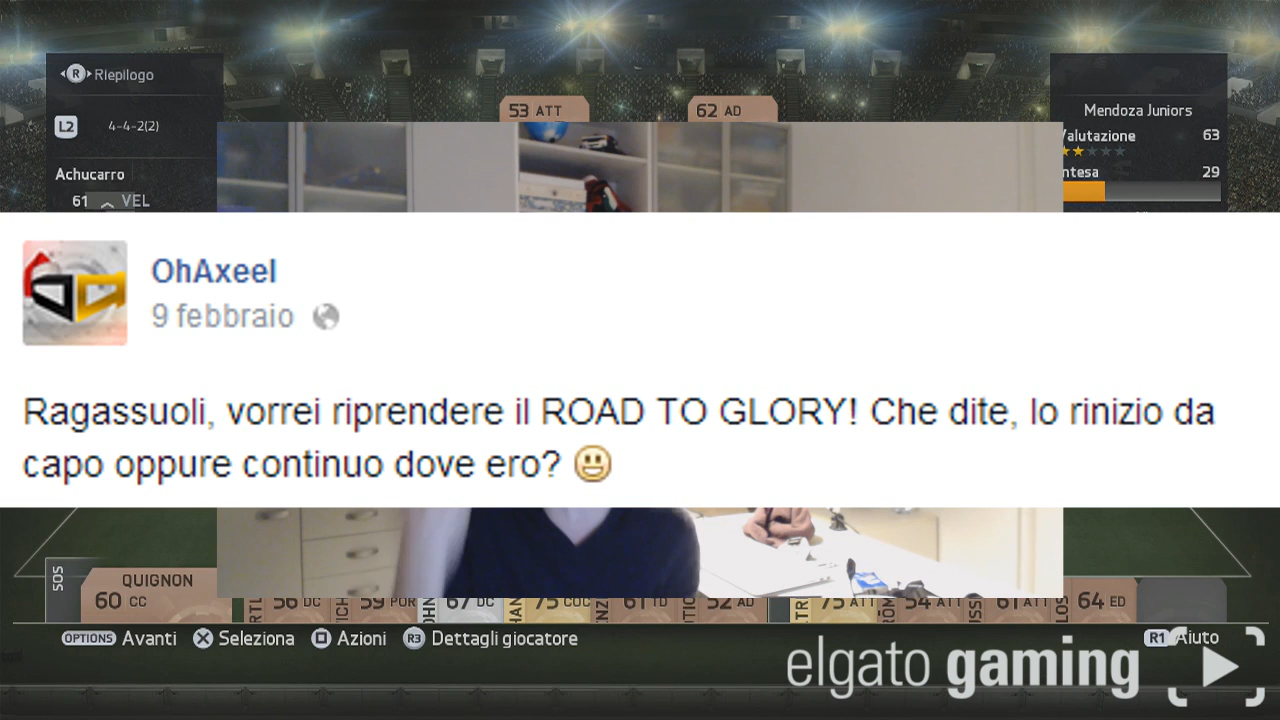 Riepilogo
53 ATT
62 AD
Mendoza Juniors
L2 4-4-2(2)
Valutazione 63
Achucarro
ntesa 29
61 VEL
OhAxeel
9 febbraio
Ragassuoli, vorrei riprendere il ROAD TO GLORY! Che dite, lo rinizio da
capo oppure continuo dove ero?
SOS
QUIGNON
60 CC
56 DC
59 POR
67 DC
75 COC
61 TD
52 AD
75 ATT
54 ATT
61 ATT
64 ED
OPTIONS Avanti Seleziona Azioni R3 Dettagli giocatore
R1 Aiuto
elgato gaming